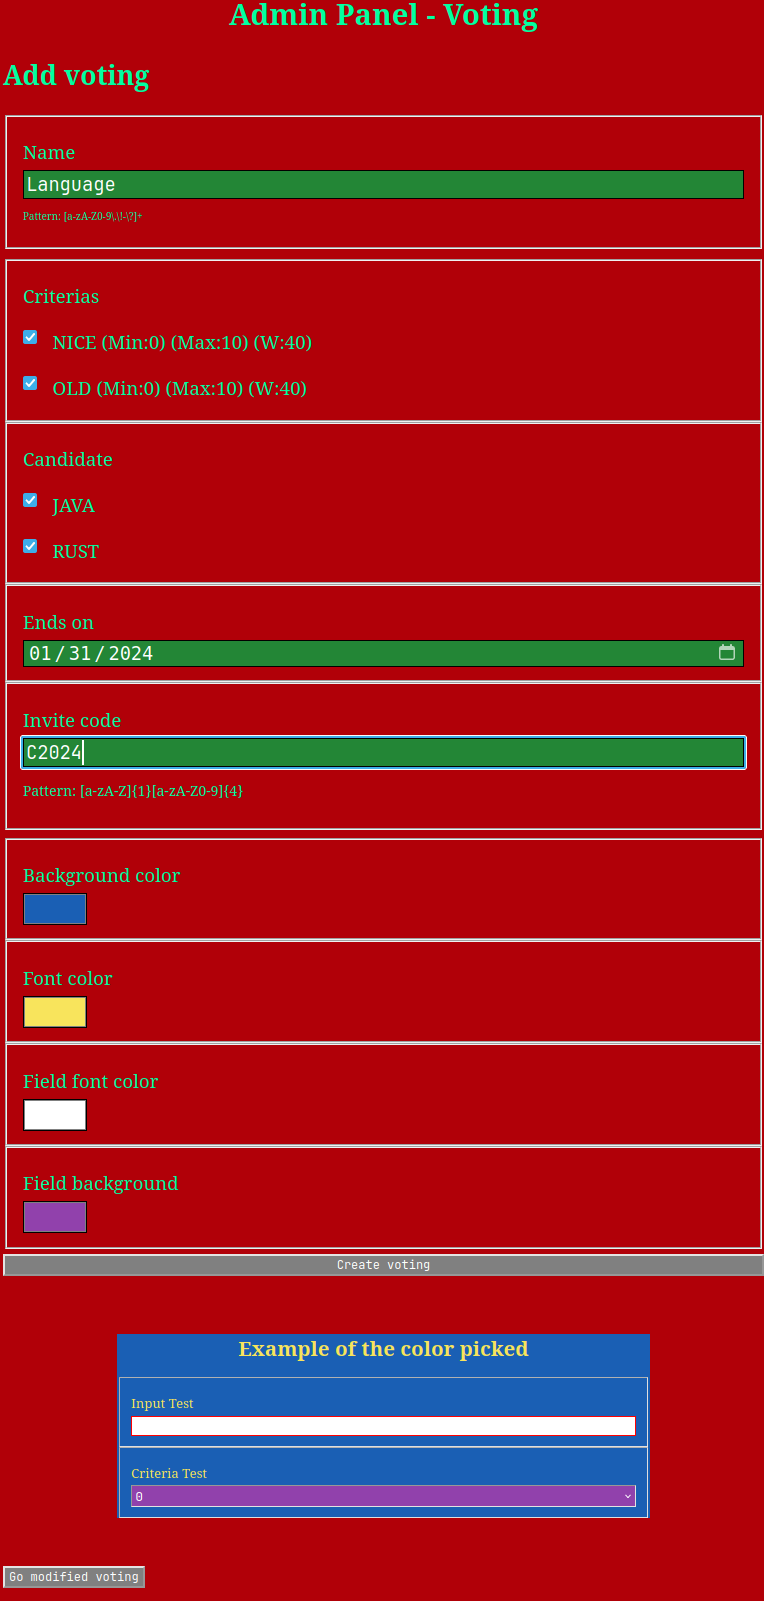 Admin Panel - Voting
Add voting
Name
Language
Pattern: [a-zA-Z0-9\.\!-\?]+
Criterias
NICE (Min:0) (Max:10) (W:40)
OLD (Min:0) (Max:10) (W:40)
Candidate
JAVA
RUST
Ends on
01/31/2024
Invite code
C2024
Pattern: [a-zA-Z]{1}[a-zA-Z0-9]{4}
Background color
Font color
Field font color
Field background
Create voting
Example of the color picked
Input Test
Criteria Test
0
Go modified voting